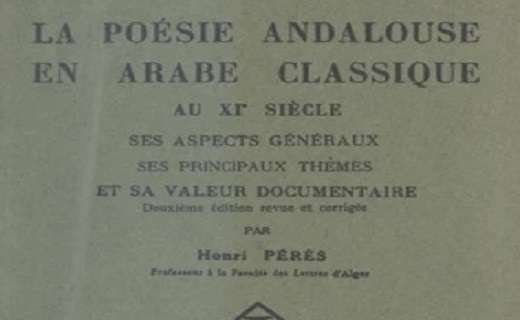 LA POÉSIE ANDALOUSE
EN ARABE CLASSIQUE
AU XIᵉ SIÈCLE
SES ASPECTS GÉNÉRAUX
SES PRINCIPAUX THÈMES
ET SA VALEUR DOCUMENTAIRE
Deuxième édition revue et corrigée
PAR
Henri PÉRÈS
Professeur à la Faculté des Lettres d'Alger